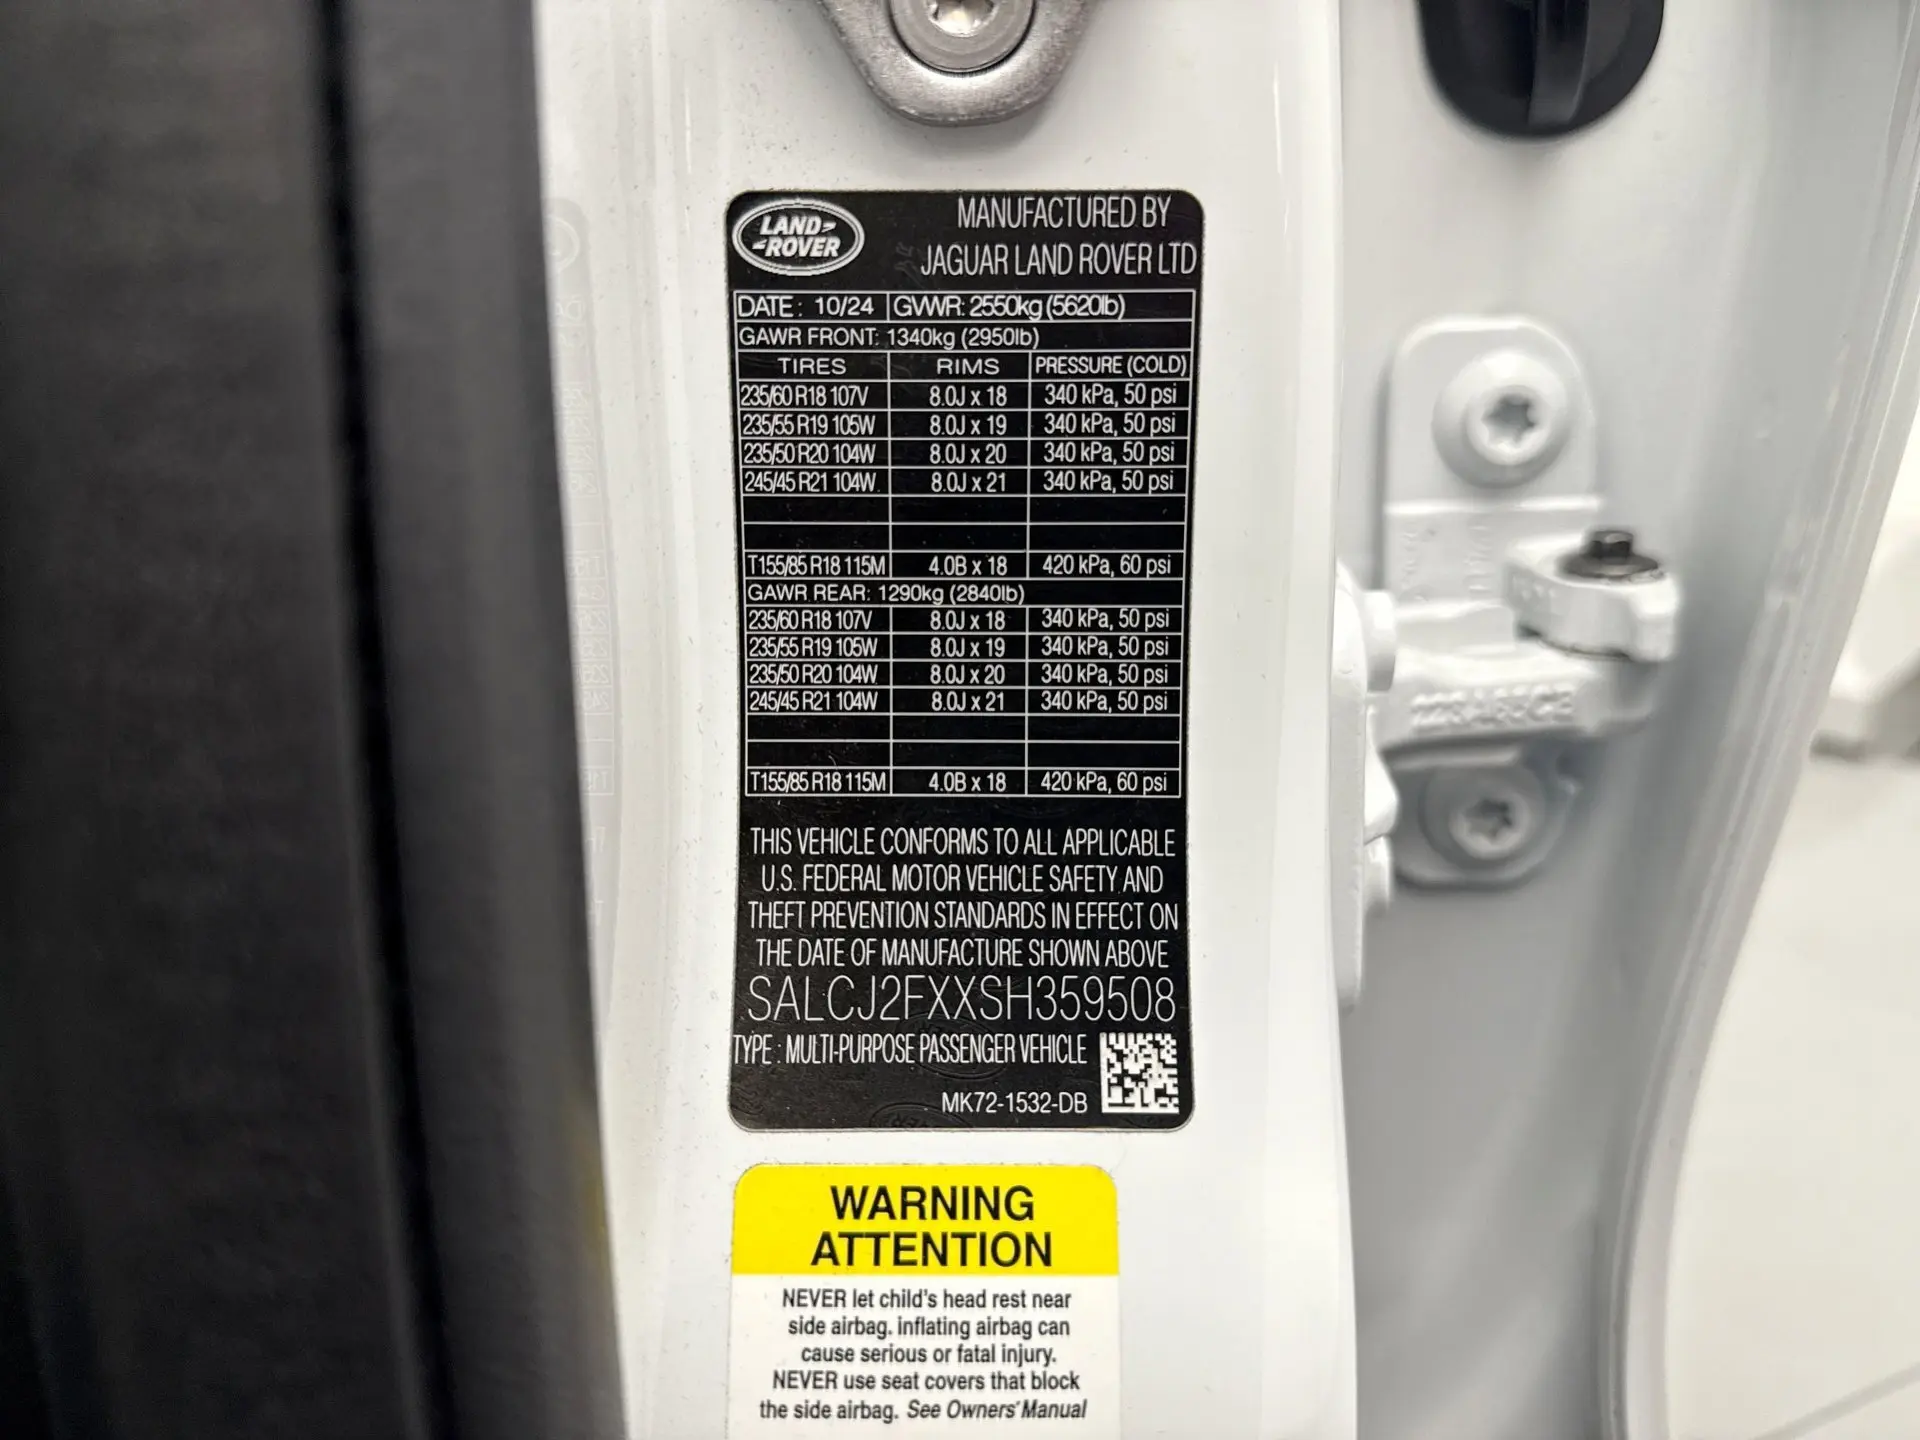 LAND-
-ROVER
MANUFACTURED BY
JAGUAR LAND ROVER LTD
DATE: 10/24 GVWR: 2550kg (5620lb)
GAWR FRONT: 1340kg (2950lb)
TIRES RIMS PRESSURE (COLD)
235/60 R18 107V 8.0J x 18 340 kPa, 50 psi
235/55 R19 105W 8.0J x 19 340 kPa, 50 psi
235/50 R20 104W 8.0J x 20 340 kPa, 50 psi
245/45 R21 104W 8.0J x 21 340 kPa, 50 psi
T155/85 R18 115M 4.0B x 18 420 kPa, 60 psi
GAWR REAR: 1290kg (2840lb)
235/60 R18 107V 8.0J x 18 340 kPa, 50 psi
235/55 R19 105W 8.0J x 19 340 kPa, 50 psi
235/50 R20 104W 8.0J x 20 340 kPa, 50 psi
245/45 R21 104W 8.0J x 21 340 kPa, 50 psi
T155/85 R18 115M 4.0B x 18 420 kPa, 60 psi
THIS VEHICLE CONFORMS TO ALL APPLICABLE
U.S. FEDERAL MOTOR VEHICLE SAFETY AND
THEFT PREVENTION STANDARDS IN EFFECT ON
THE DATE OF MANUFACTURE SHOWN ABOVE
SALCJ2FXXSH359508
TYPE : MULTI-PURPOSE PASSENGER VEHICLE
MK72-1532-DB
WARNING
ATTENTION
NEVER let child's head rest near
side airbag. inflating airbag can
cause serious or fatal injury.
NEVER use seat covers that block
the side airbag. See Owners' Manual